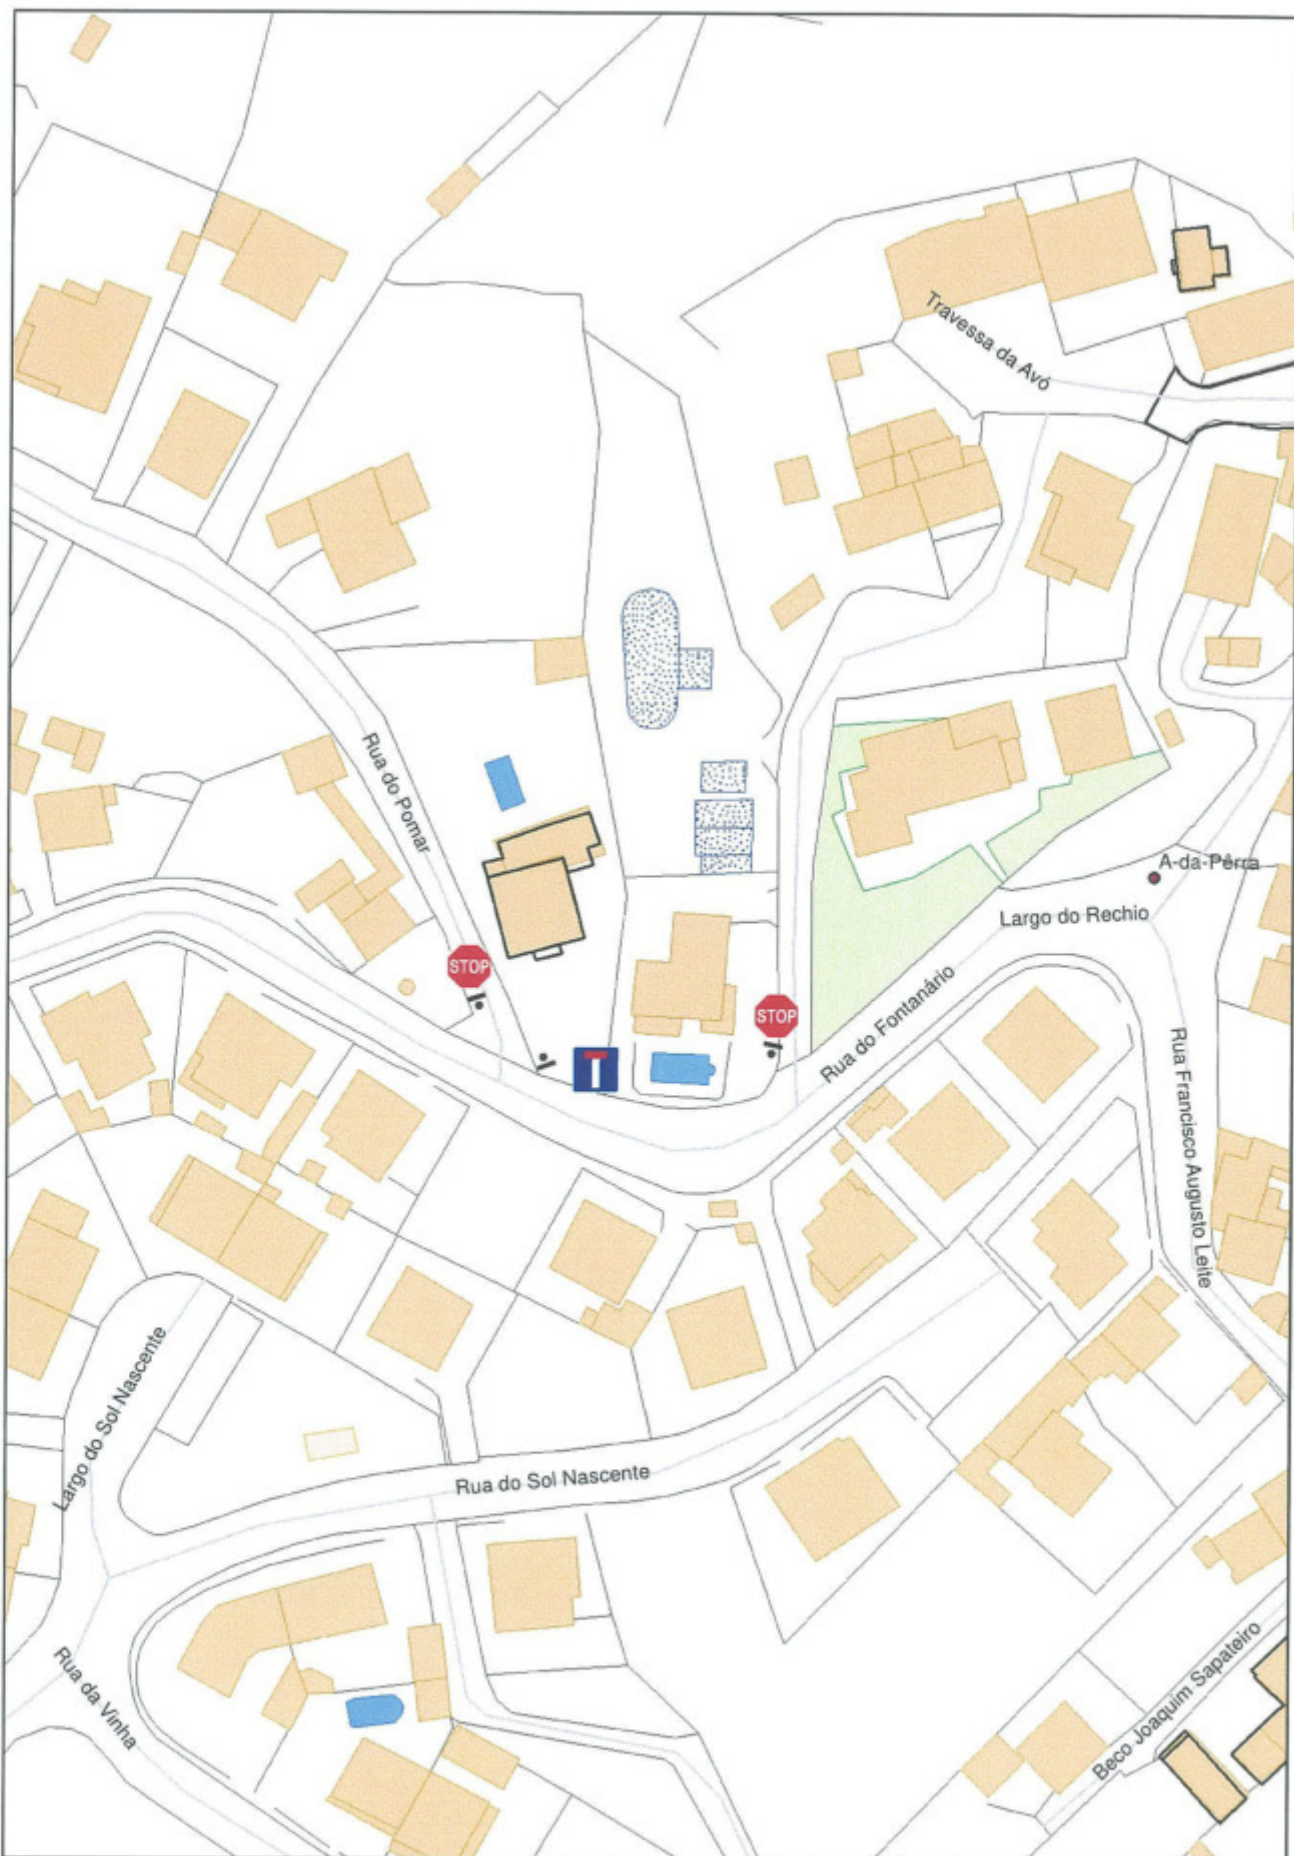 Travessa da Avó
Rua do Pomar
A-da-Pêrra
Largo do Rechio
STOP
STOP
Rua do Fontanário
Rua Francisco Augusto Leite
Largo do Sol Nascente
Rua do Sol Nascente
Rua da Vinha
Beco Joaquim Sapateiro